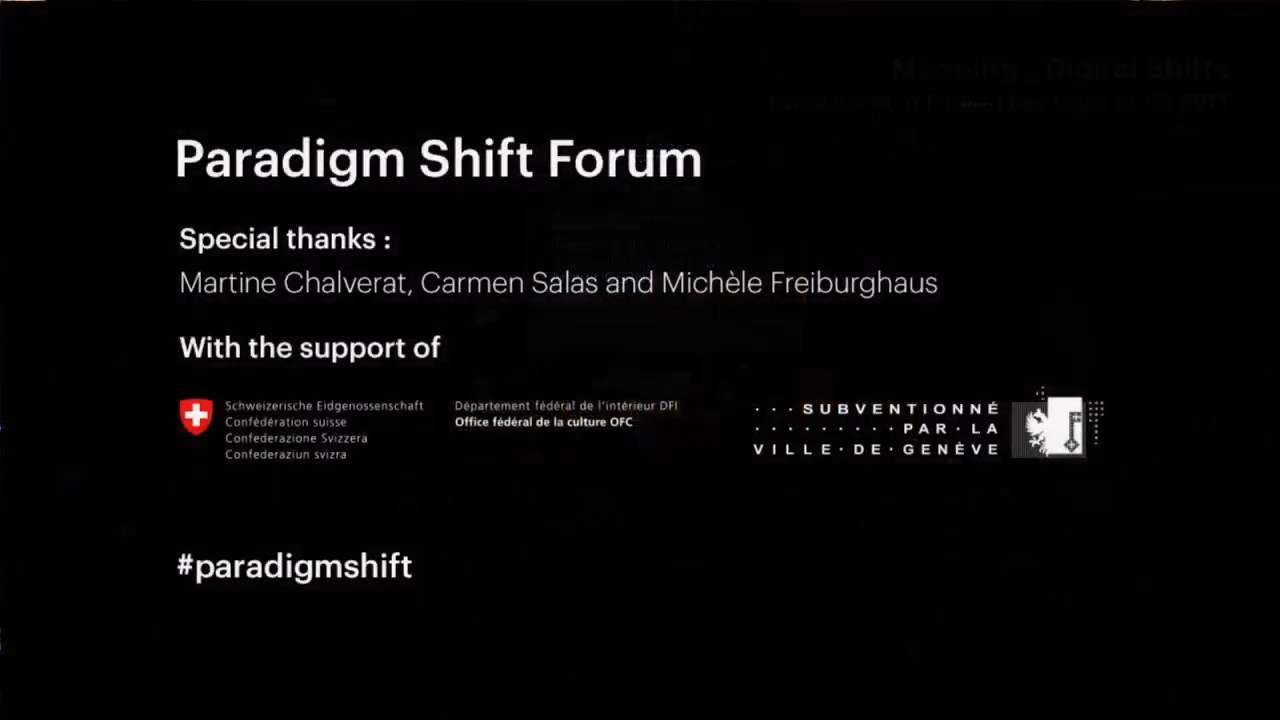 Paradigm Shift Forum
Special thanks :
Martine Chalverat, Carmen Salas and Michèle Freiburghaus
With the support of
Schweizerische Eidgenossenschaft
Confédération suisse
Confederazione Svizzera
Confederaziun svizra
Département fédéral de l'intérieur DFI
Office fédéral de la culture OFC
· · · SUBVENTIONNÉ
· · · · · · · · · PAR · LA
VILLE · DE · GENÈVE
#paradigmshift
Digital Shifts